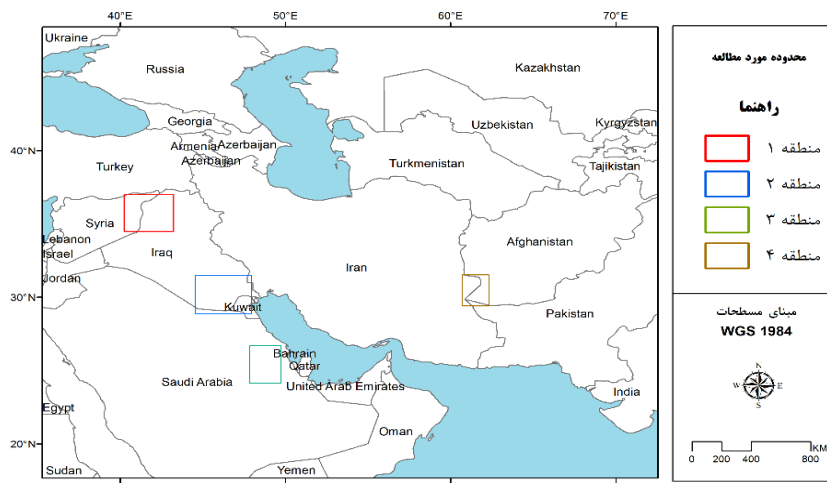 40°E 50°E 60°E 70°E
Ukraine
Russia
Kazakhstan
Georgia
Uzbekistan
Kyrgyzstan
40°N
Armenia Azerbaijan
Azerbaijan
Turkey
Turkmenistan
Tajikistan
Syria
Lebanon
Israel
Iraq
Iran
Afghanistan
Jordan
30°N
Kuwait
Pakistan
Bahrain
Qatar
Saudi Arabia
United Arab Emirates
India
Egypt
Oman
20°N
Sudan
Yemen
محدوده مورد مطالعه
راهنما
منطقه ۱
منطقه ۲
منطقه ۳
منطقه ۴
مبنای مسطحات
WGS 1984
N
W E
S
KM
0 200 400 800